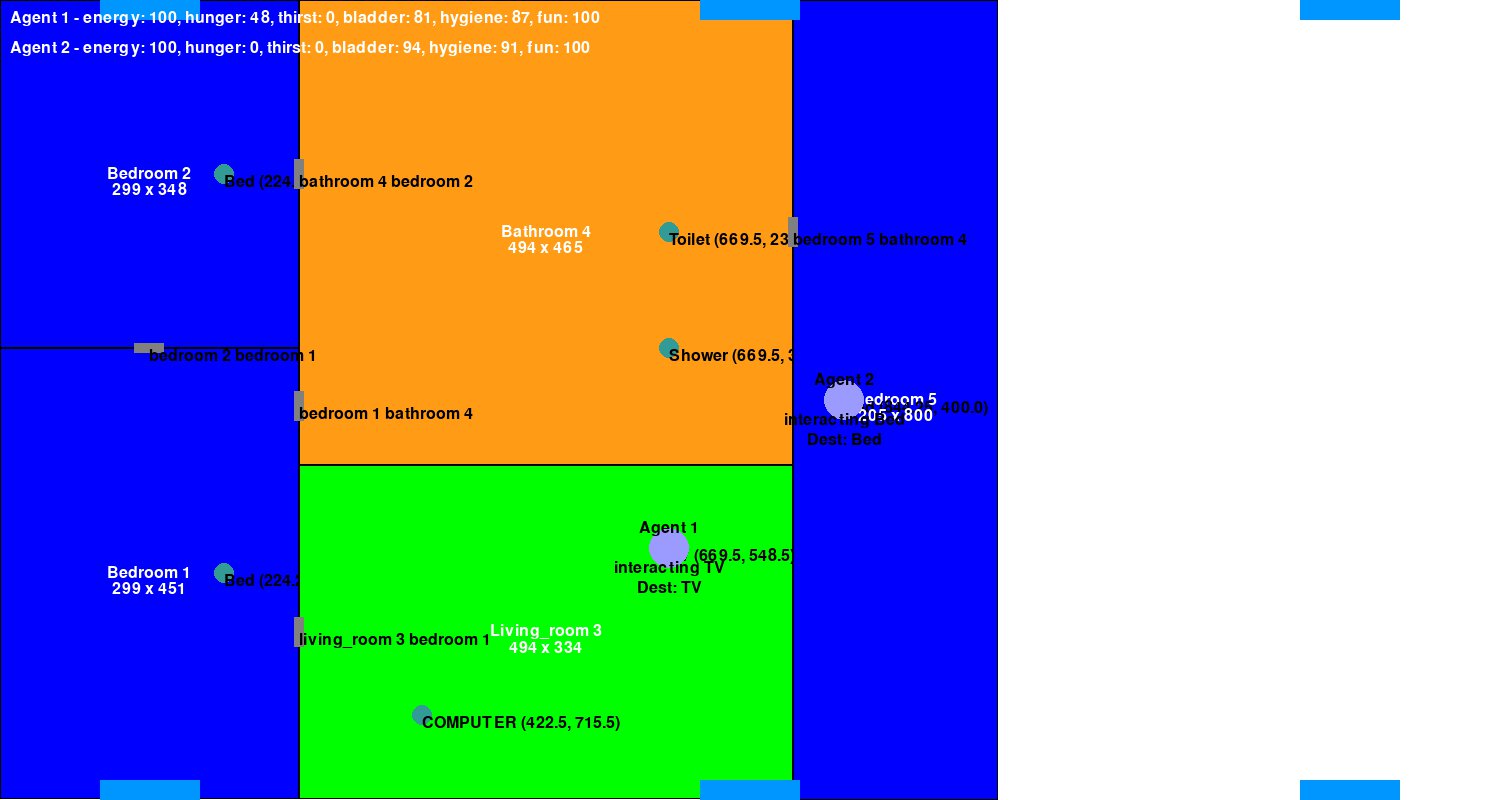 Agent 1 - energy: 100, hunger: 48, thirst: 0, bladder: 81, hygiene: 87, fun: 100
Agent 2 - energy: 100, hunger: 0, thirst: 0, bladder: 94, hygiene: 91, fun: 100
Bedroom 2
299 x 348
Bed (224.
bathroom 4 bedroom 2
Bathroom 4
494 x 465
Toilet (669.5, 23
bedroom 5 bathroom 4
bedroom 2 bedroom 1
Shower (669.5, 3
Agent 2
edroom 5
400.0)
205 x 800
interacting Bed
Dest: Bed
bedroom 1 bathroom 4
Agent 1
(669.5, 548.5)
interacting TV
Dest: TV
Bedroom 1
299 x 451
Bed (224.
living_room 3 bedroom 1
Living_room 3
494 x 334
COMPUTER (422.5, 715.5)